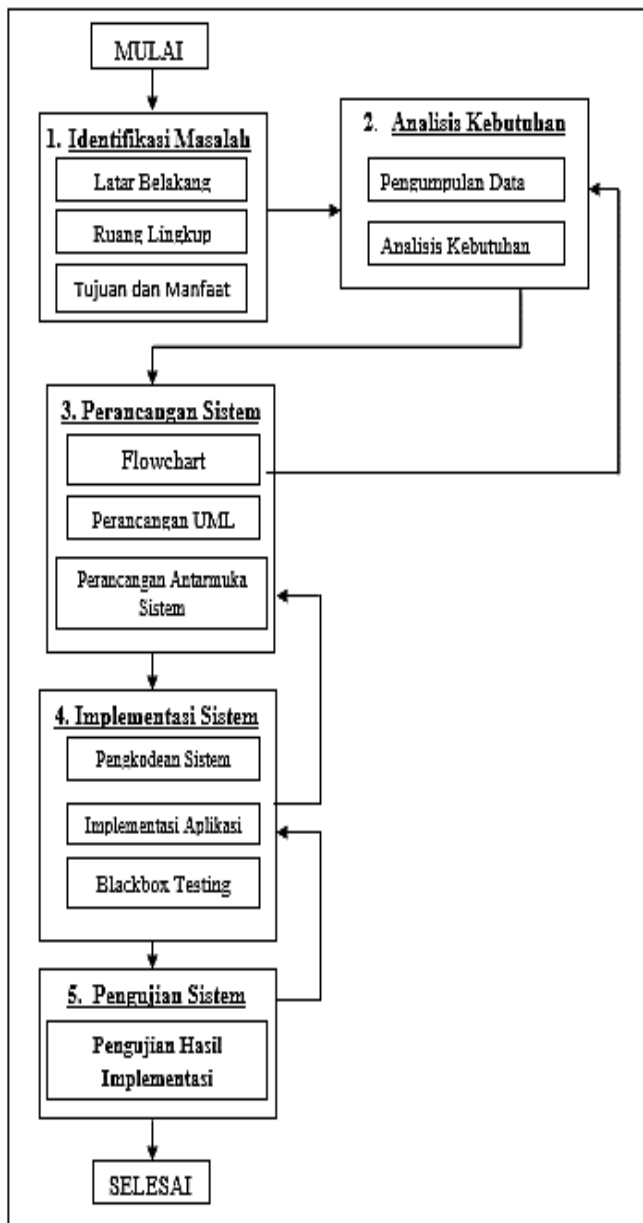 MULAI
1. Identifikasi Masalah
Latar Belakang
Ruang Lingkup
Tujuan dan Manfaat
2. Analisis Kebutuhan
Pengumpulan Data
Analisis Kebutuhan
3. Perancangan Sistem
Flowchart
Perancangan UML
Perancangan Antarmuka
Sistem
4. Implementasi Sistem
Pengkodean Sistem
Implementasi Aplikasi
Blackbox Testing
5. Pengujian Sistem
Pengujian Hasil
Implementasi
SELESAI